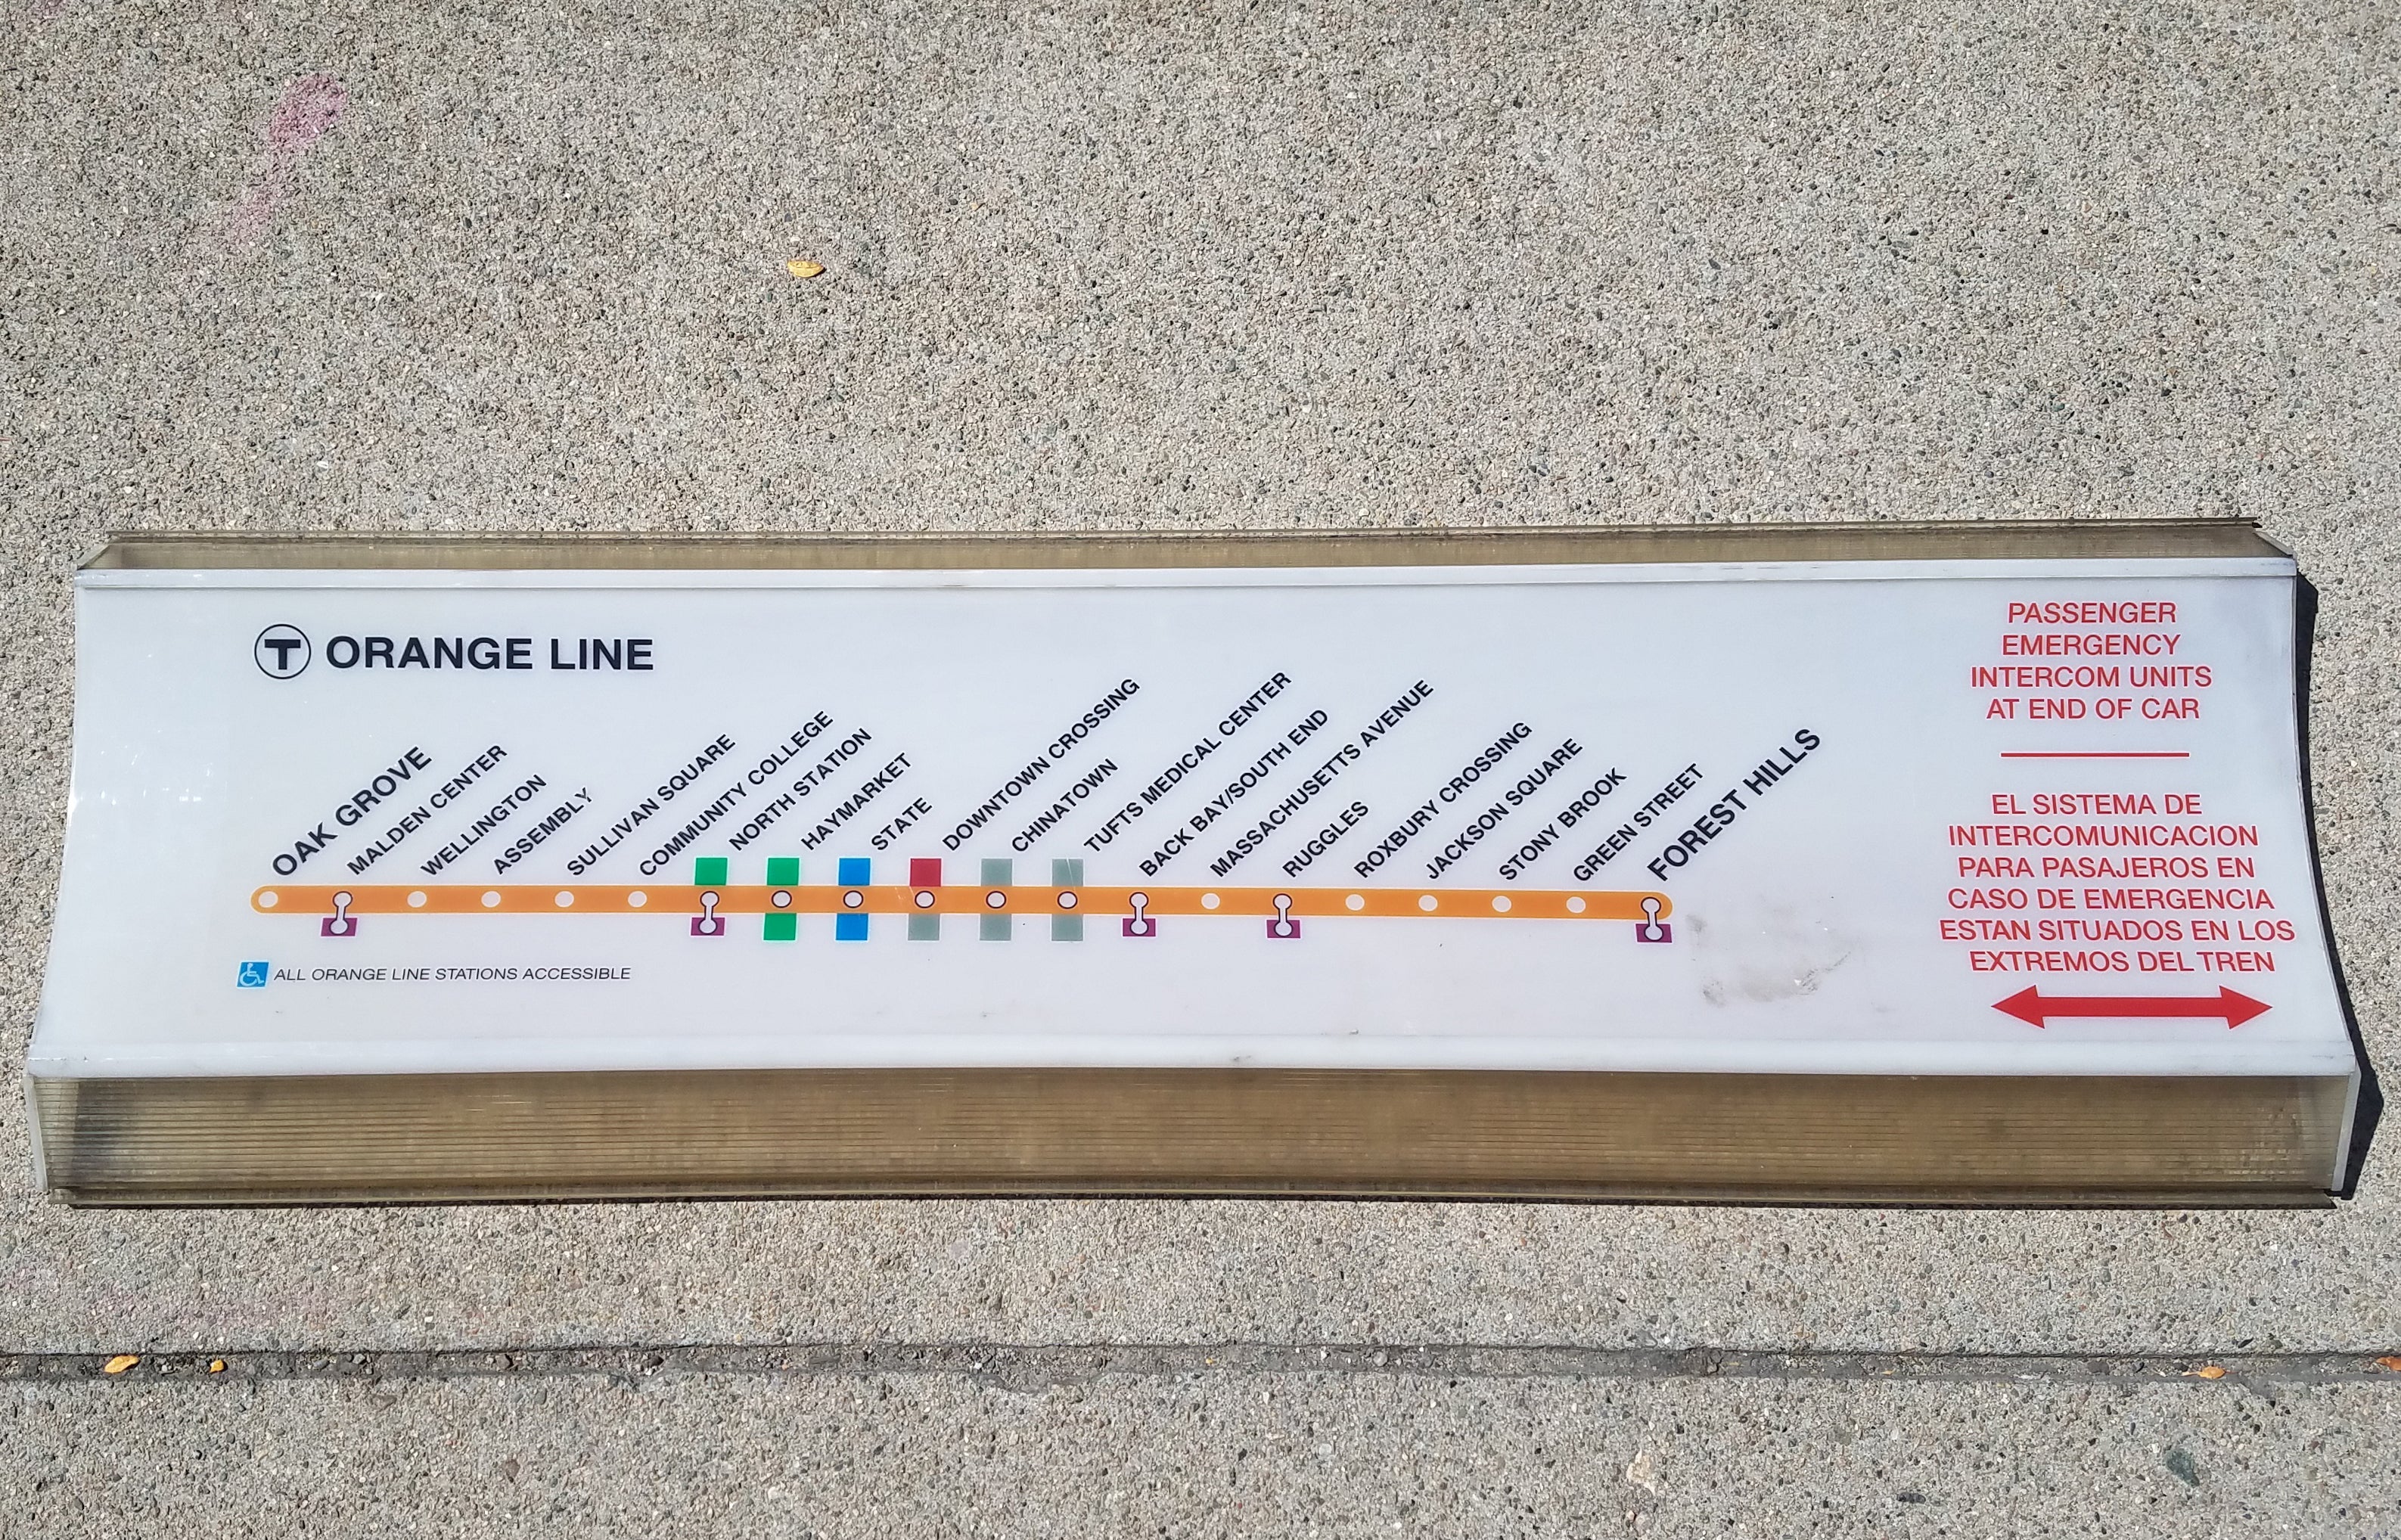 T ORANGE LINE
OAK GROVE
MALDEN CENTER
WELLINGTON
ASSEMBLY
SULLIVAN SQUARE
COMMUNITY COLLEGE
NORTH STATION
HAYMARKET
STATE
DOWNTOWN CROSSING
CHINATOWN
TUFTS MEDICAL CENTER
BACK BAY/SOUTH END
MASSACHUSETTS AVENUE
RUGGLES
ROXBURY CROSSING
JACKSON SQUARE
STONY BROOK
GREEN STREET
FOREST HILLS
ALL ORANGE LINE STATIONS ACCESSIBLE
PASSENGER
EMERGENCY
INTERCOM UNITS
AT END OF CAR
EL SISTEMA DE
INTERCOMUNICACION
PARA PASAJEROS EN
CASO DE EMERGENCIA
ESTAN SITUADOS EN LOS
EXTREMOS DEL TREN